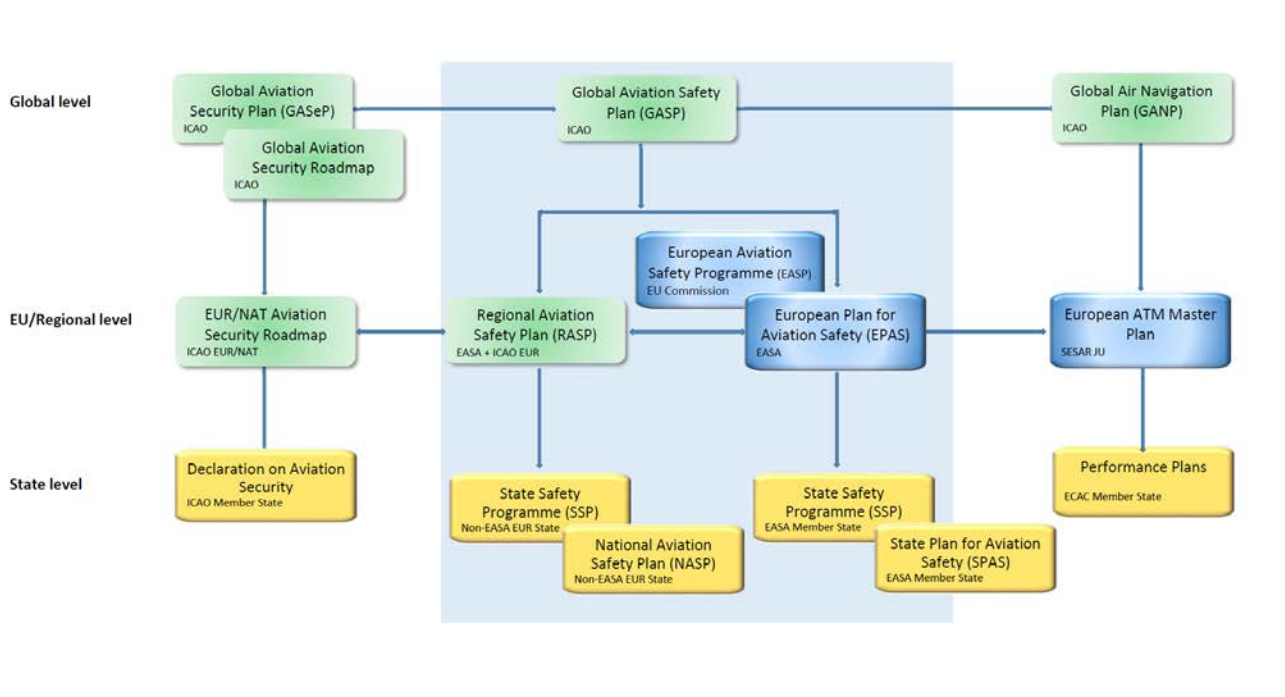 Global level
Global Aviation
Security Plan (GASeP)
ICAO
Global Aviation
Security Roadmap
ICAO
Global Aviation Safety
Plan (GASP)
ICAO
Global Air Navigation
Plan (GANP)
ICAO
European Aviation
Safety Programme (EASP)
EU Commission
EU/Regional level
EUR/NAT Aviation
Security Roadmap
ICAO EUR/NAT
Regional Aviation
Safety Plan (RASP)
EASA + ICAO EUR
European Plan for
Aviation Safety (EPAS)
EASA
European ATM Master
Plan
SESAR JU
State level
Declaration on Aviation
Security
ICAO Member State
State Safety
Programme (SSP)
Non-EASA EUR State
National Aviation
Safety Plan (NASP)
Non-EASA EUR State
State Safety
Programme (SSP)
EASA Member State
State Plan for Aviation
Safety (SPAS)
EASA Member State
Performance Plans
ECAC Member State